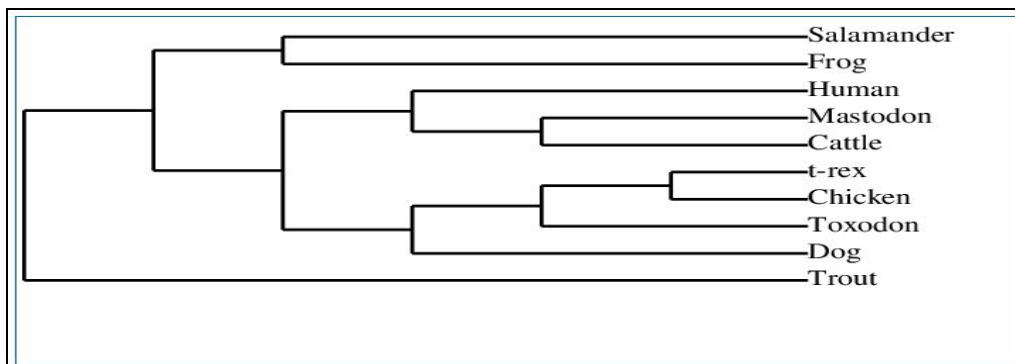 Salamander
Frog
Human
Mastodon
Cattle
t-rex
Chicken
Toxodon
Dog
Trout